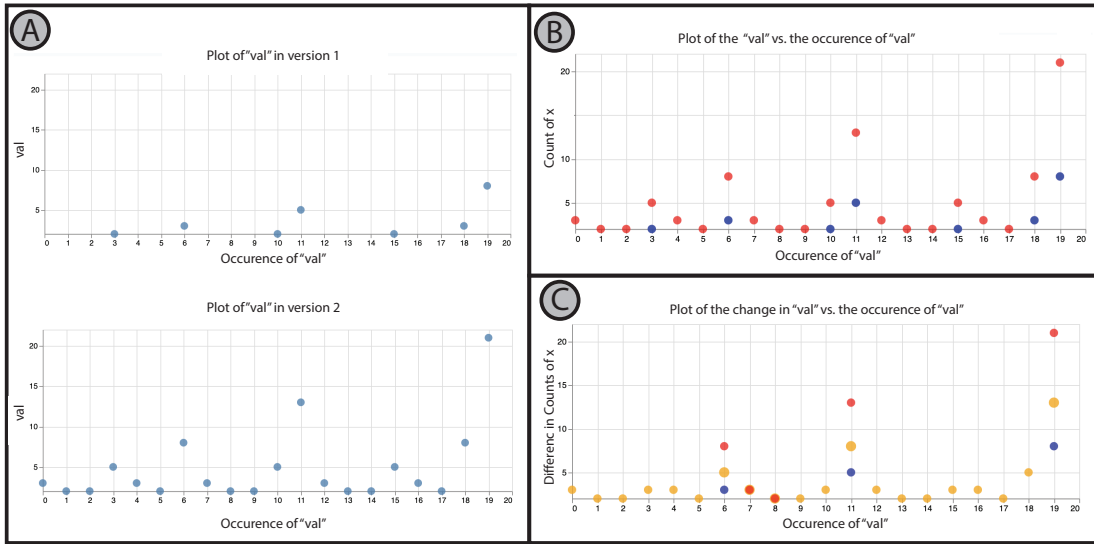 A
Plot of "val" in version 1
val
20
15
10
5
0 1 2 3 4 5 6 7 8 9 10 11 12 13 14 15 16 17 18 19 20
Occurence of "val"
Plot of "val" in version 2
val
20
15
10
5
0 1 2 3 4 5 6 7 8 9 10 11 12 13 14 15 16 17 18 19 20
Occurence of "val"
B
Plot of the "val" vs. the occurence of "val"
Count of x
20
10
5
0 1 2 3 4 5 6 7 8 9 10 11 12 13 14 15 16 17 18 19 20
Occurence of "val"
C
Plot of the change in "val" vs. the occurence of "val"
Differenc in Counts of x
20
15
10
5
0 1 2 3 4 5 6 7 8 9 10 11 12 13 14 15 16 17 18 19 20
Occurence of "val"